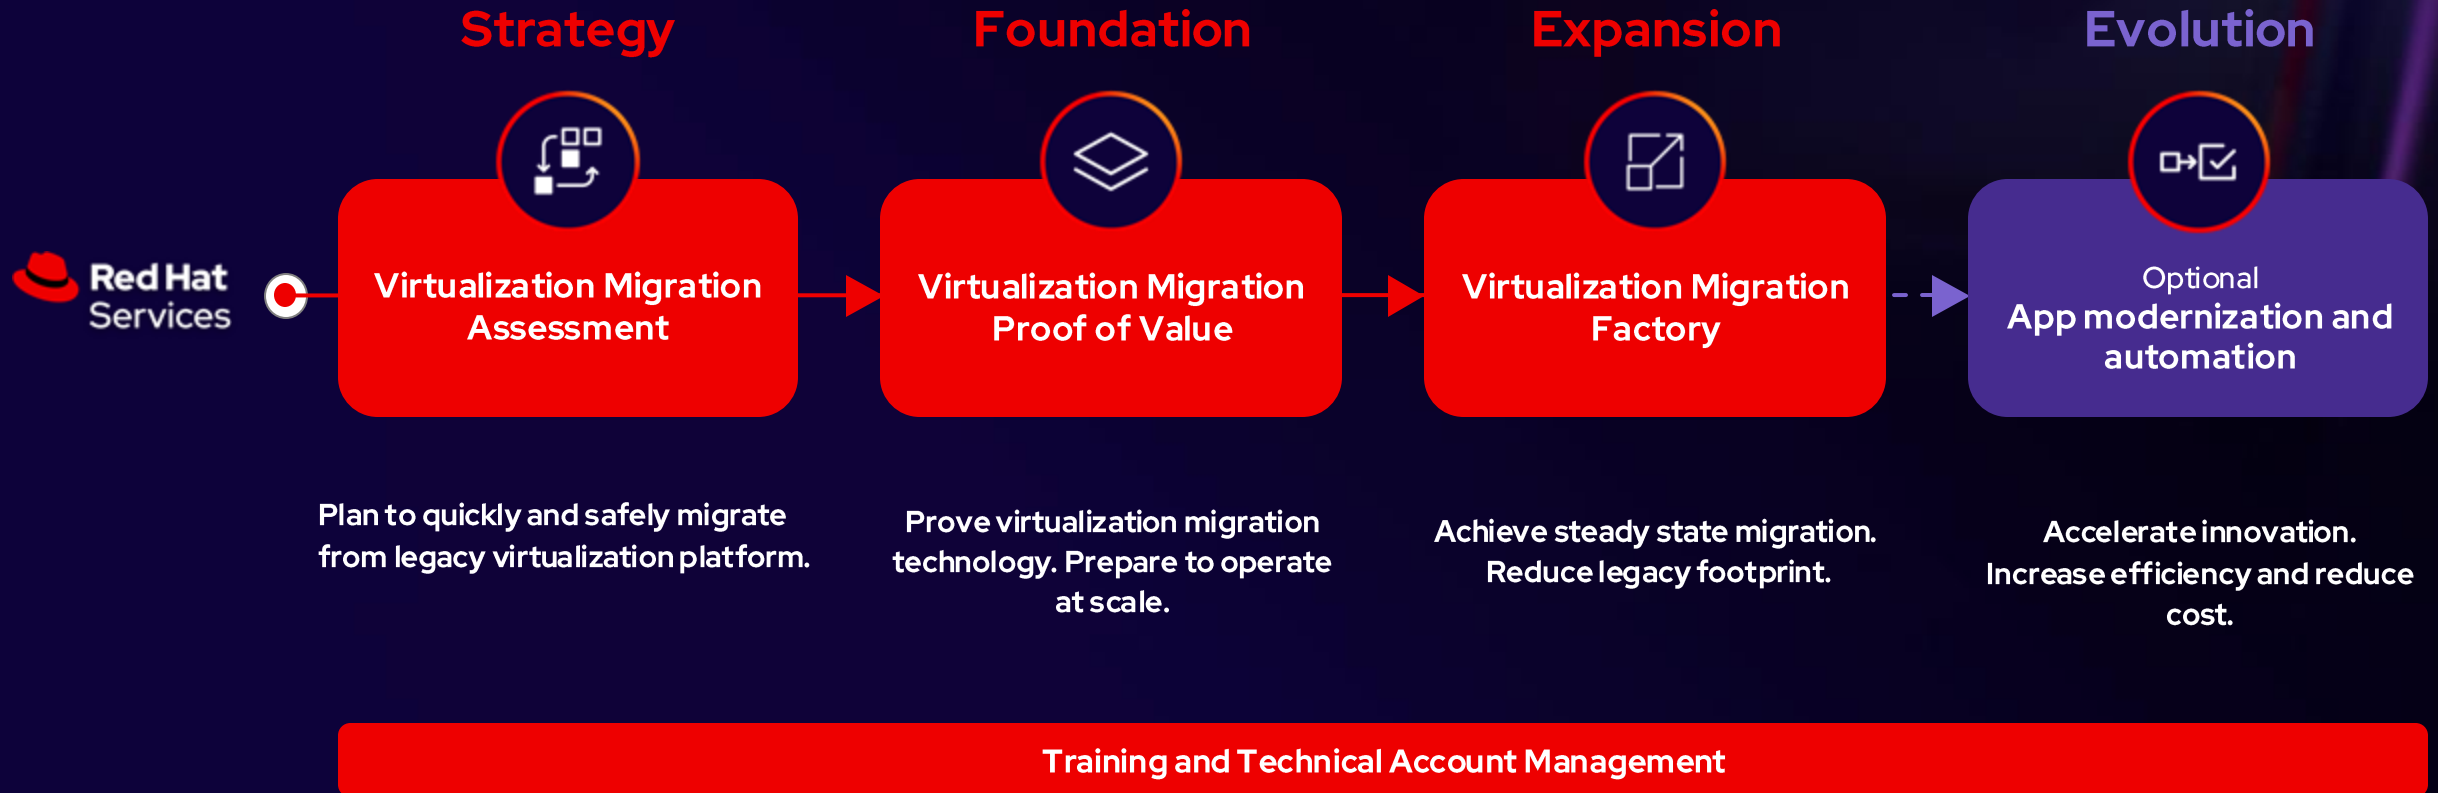 Strategy
Foundation
Expansion
Evolution
Red Hat
Services
Virtualization Migration
Assessment
Virtualization Migration
Proof of Value
Virtualization Migration
Factory
Optional
App modernization and
automation
Plan to quickly and safely migrate
from legacy virtualization platform.
Prove virtualization migration
technology. Prepare to operate
at scale.
Achieve steady state migration.
Reduce legacy footprint.
Accelerate innovation.
Increase efficiency and reduce
cost.
Training and Technical Account Management